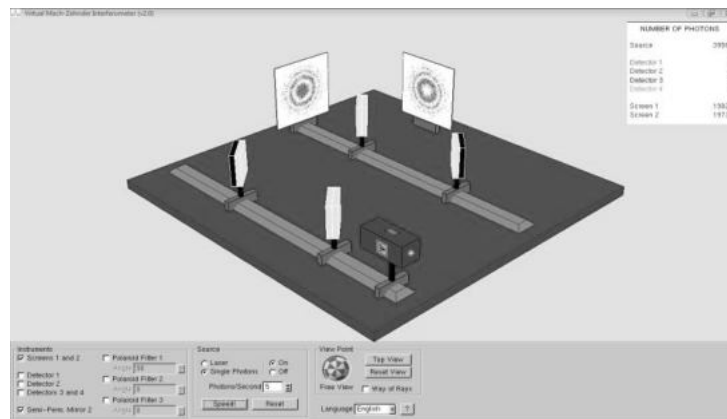 Virtual Mach-Zehnder Interferometer (v2.0)
NUMBER OF PHOTONS
Source
Detector 1
Detector 2
Detector 3
Detector 4
Screen 1
Screen 2
Instruments
Screens 1 and 2
Detector 1
Detector 2
Detectors 3 and 4
Semi-Perm. Mirror 2
Polaroid Filter 1
Angle
Polaroid Filter 2
Angle
Polaroid Filter 3
Angle
Source
Laser
Single Photons
On
Off
Photons/Second 5
Speed!
Reset
View Point
Free View
Top View
Reset View
Way of Rays
Language English ?